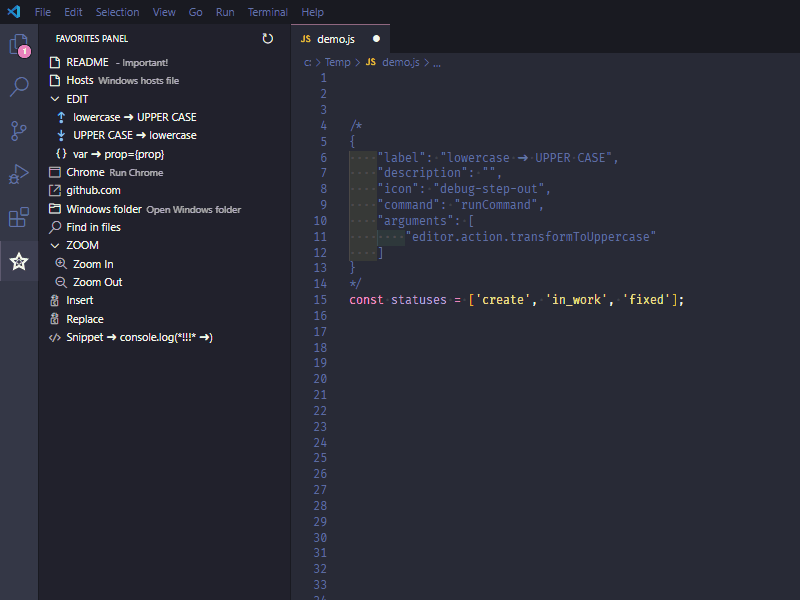 File Edit Selection View Go Run Terminal Help
FAVORITES PANEL
README - Important!
Hosts Windows hosts file
EDIT
lowercase ➜ UPPER CASE
UPPER CASE ➜ lowercase
{} var ➜ prop={prop}
Chrome Run Chrome
github.com
Windows folder Open Windows folder
Find in files
ZOOM
Zoom In
Zoom Out
Insert
Replace
</> Snippet ➜ console.log(*!!!* ➜)
1
JS demo.js ●
c: > Temp > JS demo.js > ...
1
2
3
4 /*
5 {
6 "label": "lowercase ➜ UPPER CASE",
7 "description": "",
8 "icon": "debug-step-out",
9 "command": "runCommand",
10 "arguments": [
11 "editor.action.transformToUppercase"
12 ]
13 }
14 */
15 const statuses = ['create', 'in_work', 'fixed'];
16
17
18
19
20
21
22
23
24
25
26
27
28
29
30
31
32
33